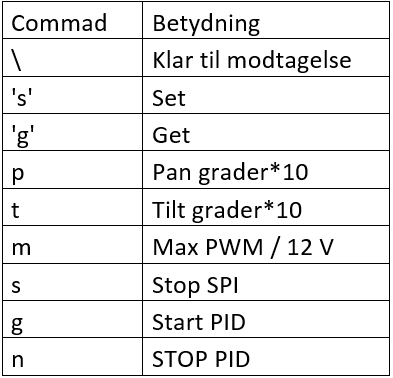 Commad Betydning
\ Klar til modtagelse
's' Set
'g' Get
p Pan grader*10
t Tilt grader*10
m Max PWM / 12 V
s Stop SPI
g Start PID
n STOP PID